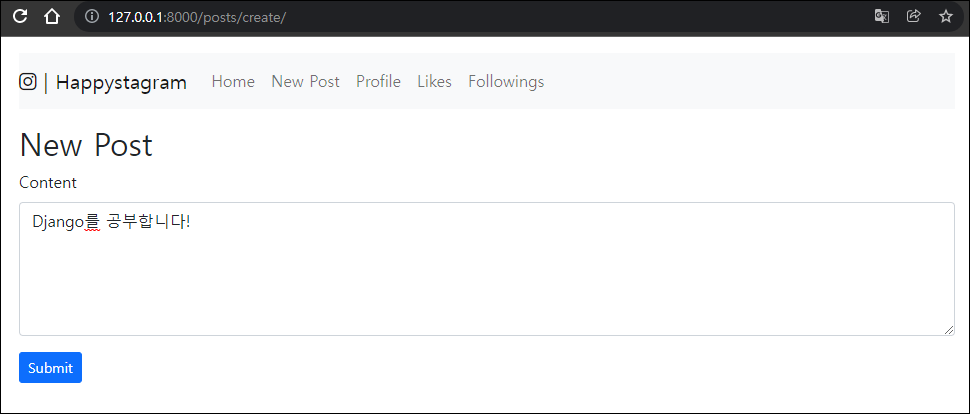 127.0.0.1:8000/posts/create/
| Happystagram Home New Post Profile Likes Followings
New Post
Content
Django를 공부합니다!
Submit